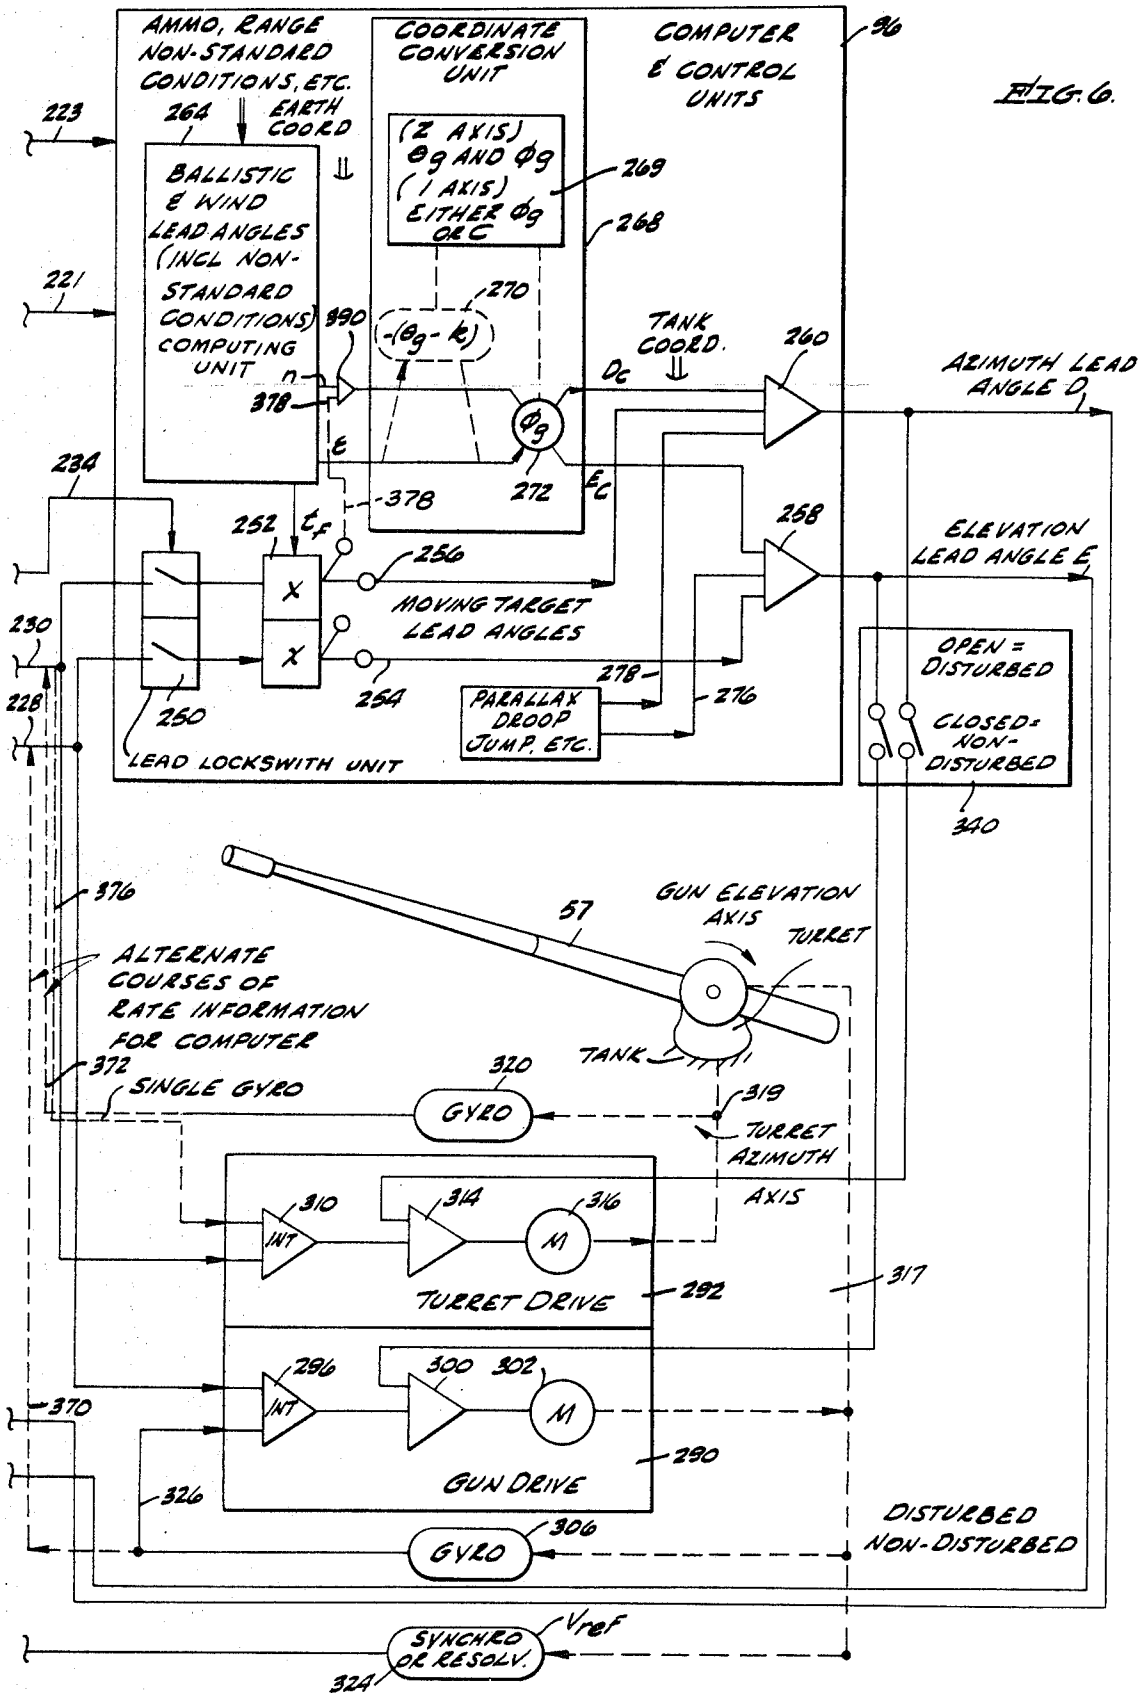 AMMO, RANGE
NON-STANDARD
CONDITIONS, ETC.
EARTH
COORD
264
COORDINATE
CONVERSION
UNIT
COMPUTER
& CONTROL
UNITS
96
FIG. 6.
223
221
BALLISTIC
& WIND
LEAD ANGLES
(INCL NON-
STANDARD
CONDITIONS)
COMPUTING
UNIT
(2 AXIS)
θg AND φg
(1 AXIS)
EITHER φg
OR C
269
268
270
-(θg - k)
390
n
378
ε
φg
272
Dc
Ec
TANK
COORD.
260
AZIMUTH LEAD
ANGLE D
234
252
tf
378
256
258
ELEVATION
LEAD ANGLE E
X
X
MOVING TARGET
LEAD ANGLES
230
228
250
254
278
276
PARALLAX
DROOP
JUMP, ETC.
LEAD LOCKSWITH UNIT
OPEN =
DISTURBED
CLOSED=
NON-
DISTURBED
340
376
57
GUN ELEVATION
AXIS
TURRET
ALTERNATE
COURSES OF
RATE INFORMATION
FOR COMPUTER
TANK
372
SINGLE GYRO
320
GYRO
319
TURRET
AZIMUTH
AXIS
310
INT
314
316
M
TURRET DRIVE
292
317
296
INT
300
302
M
370
GUN DRIVE
290
326
306
GYRO
DISTURBED
NON-DISTURBED
Vref
SYNCHRO
OR RESOLV.
324